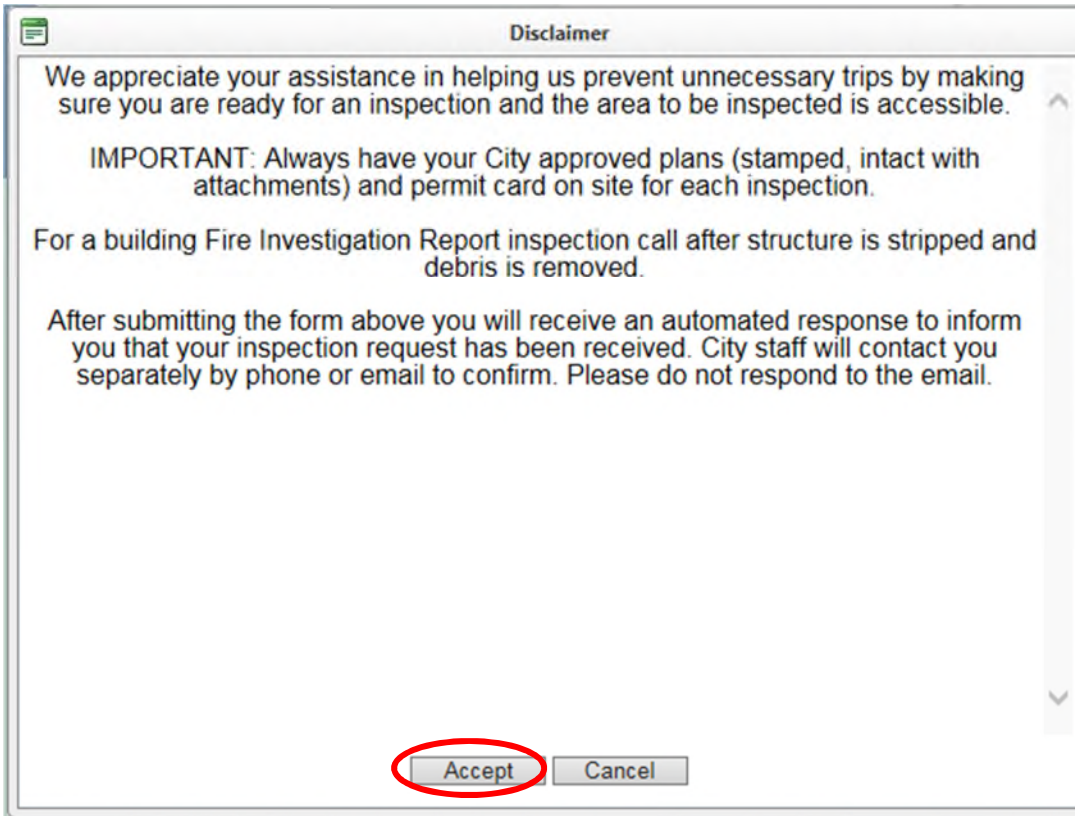 Disclaimer
We appreciate your assistance in helping us prevent unnecessary trips by making
sure you are ready for an inspection and the area to be inspected is accessible.
IMPORTANT: Always have your City approved plans (stamped, intact with
attachments) and permit card on site for each inspection.
For a building Fire Investigation Report inspection call after structure is stripped and
debris is removed.
After submitting the form above you will receive an automated response to inform
you that your inspection request has been received. City staff will contact you
separately by phone or email to confirm. Please do not respond to the email.
Accept Cancel